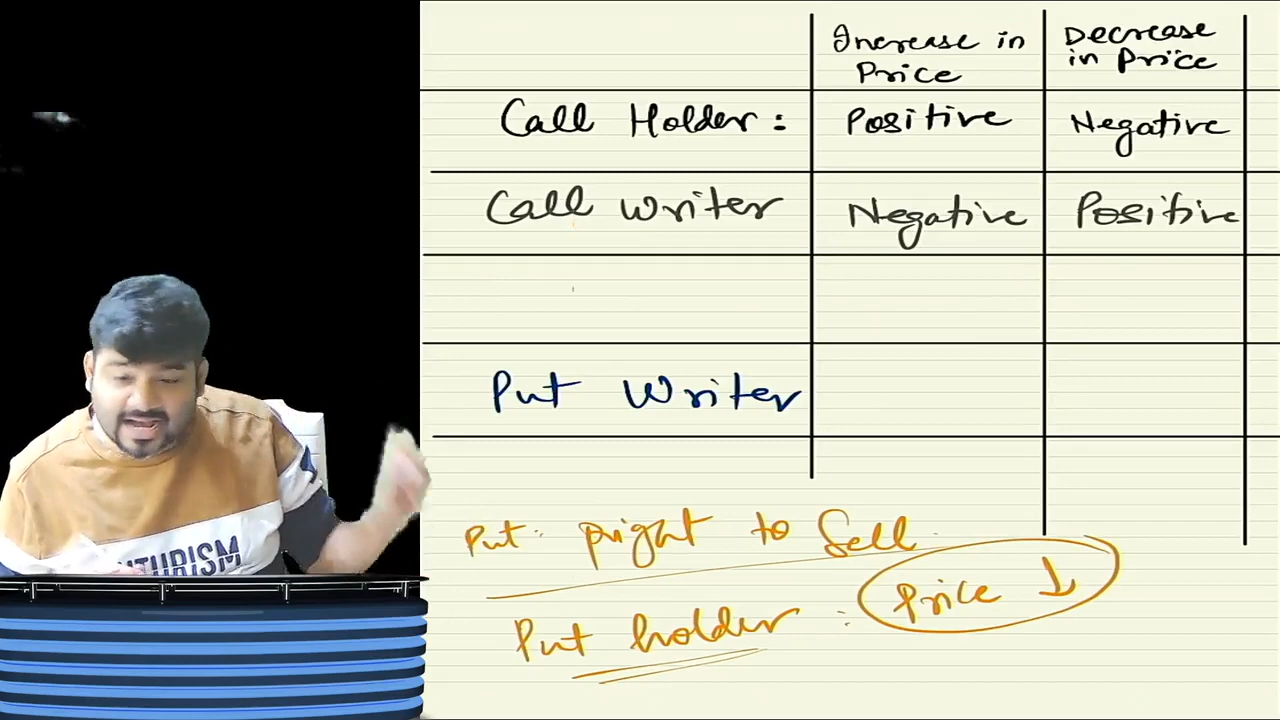 Increase in
Price
Decrease
in Price
Call Holder:
Positive
Negative
Call Writer
Negative
Positive
Put Writer
Put: right to Sell
Put holder : Price ↓
TURISM